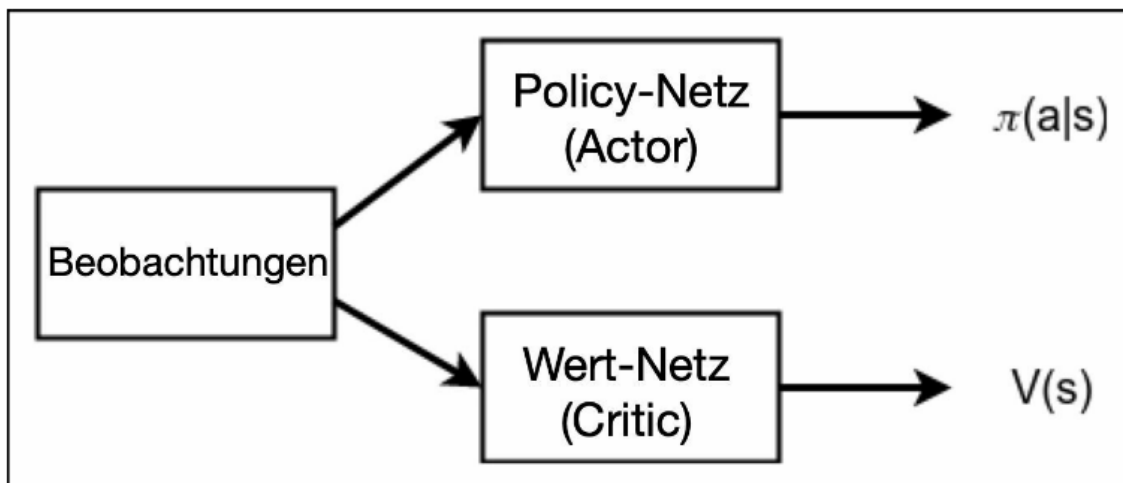 Policy-Netz
(Actor)
π(a|s)
Beobachtungen
Wert-Netz
(Critic)
V(s)